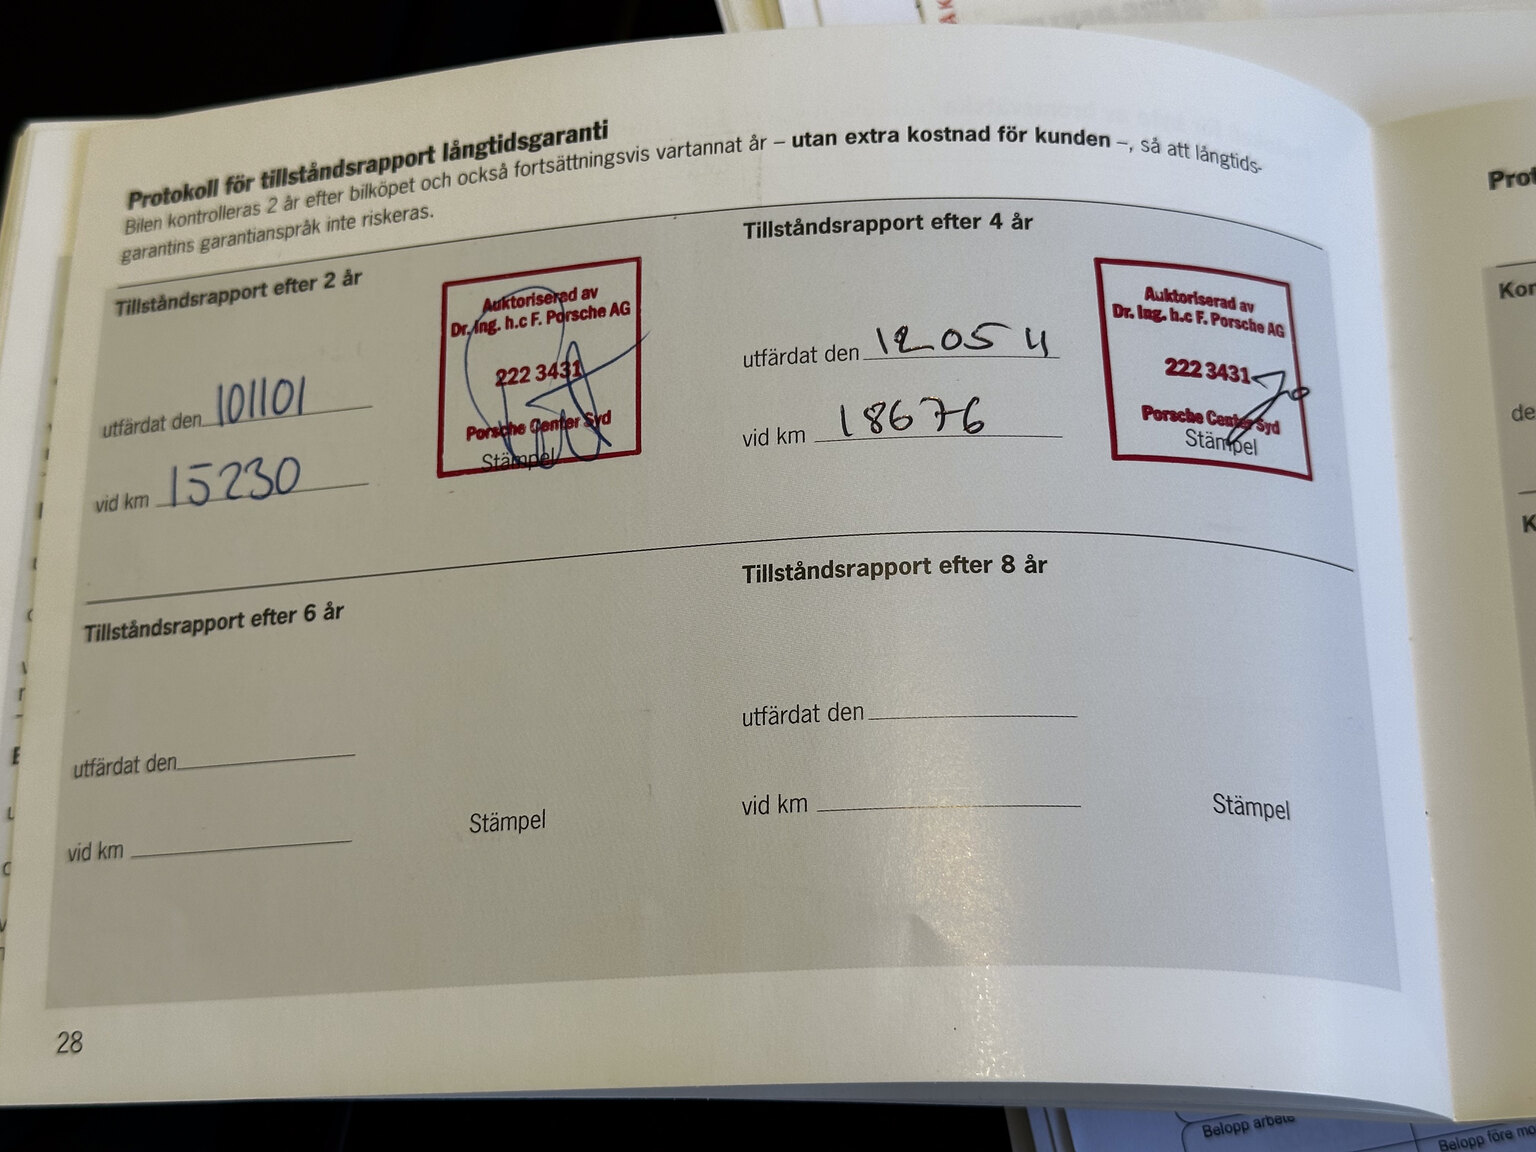 Protokoll för tillståndsrapport långtidsgaranti
Bilen kontrolleras 2 år efter bilköpet och också fortsättningsvis vartannat år – utan extra kostnad för kunden –, så att långtids-
garantins garantianspråk inte riskeras.
Tillståndsrapport efter 2 år
utfärdat den 101101
vid km 15230
Auktoriserad av
Dr. Ing. h.c F. Porsche AG
222 3431
Porsche Center Syd
Stämpel
Tillståndsrapport efter 4 år
utfärdat den 1205
vid km 18676
Auktoriserad av
Dr. Ing. h.c F. Porsche AG
222 3431
Porsche Center Syd
Stämpel
Tillståndsrapport efter 6 år
utfärdat den
vid km
Stämpel
Tillståndsrapport efter 8 år
utfärdat den
vid km
Stämpel
28
Belopp arbete
Belopp före mo